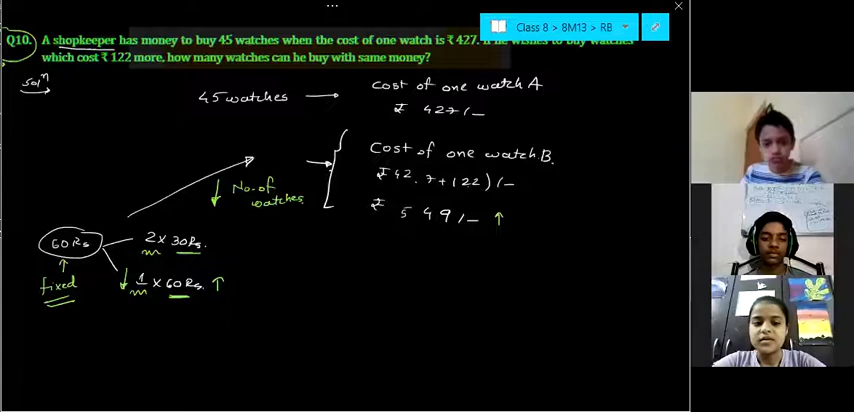 Class 8 > 8M13 > RB
Q10. A shopkeeper has money to buy 45 watches when the cost of one watch is ₹ 427. If he wishes to buy watches
which cost ₹ 122 more, how many watches can he buy with same money?
Solⁿ
45 watches → cost of one watch A
₹ 427/-
cost of one watch B.
₹ 42.7+122)/-
₹ 549/- ↑
↓ No. of
watches.
60 Rs
2 × 30 Rs.
↓ 1 × 60 Rs. ↑
fixed